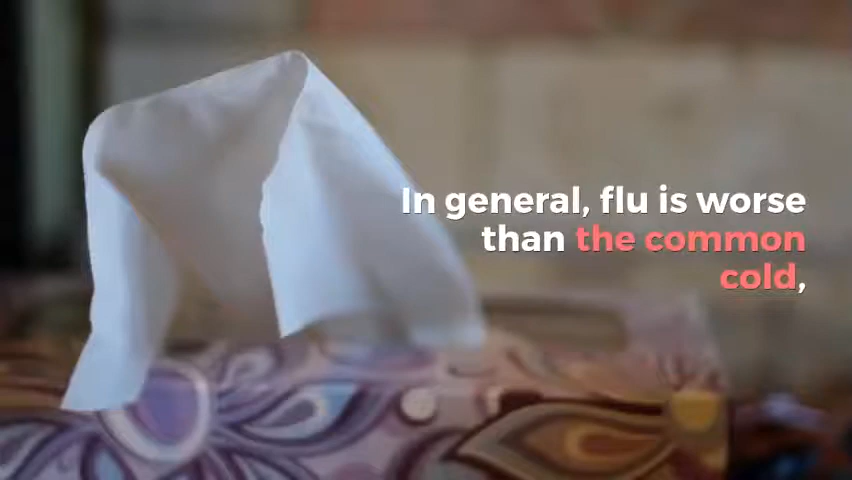 In general, flu is worse
than the common
cold,